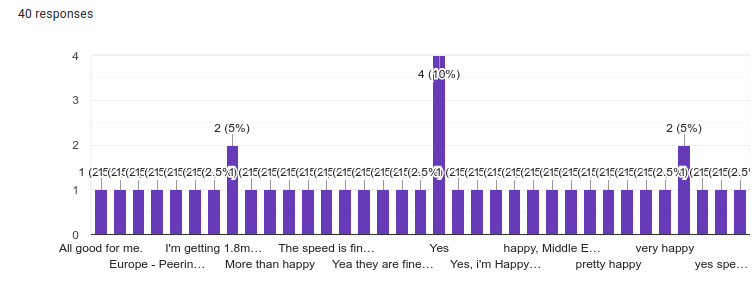 40 responses
4
3
2
1
0
4 (10%)
2 (5%)
2 (5%)
All good for me.
I'm getting 1.8m…
The speed is fin…
Yes
happy, Middle E…
very happy
Europe - Peerin…
More than happy
Yea they are fine…
Yes, i'm Happy…
pretty happy
yes spe…